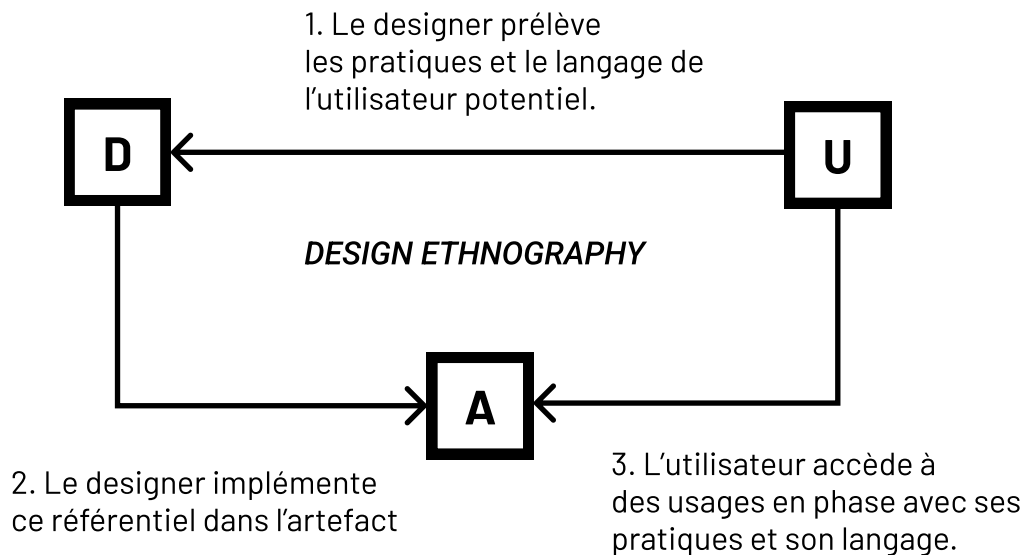 1. Le designer prélève
les pratiques et le langage de
l’utilisateur potentiel.
D
U
DESIGN ETHNOGRAPHY
A
2. Le designer implémente
ce référentiel dans l’artefact
3. L’utilisateur accède à
des usages en phase avec ses
pratiques et son langage.